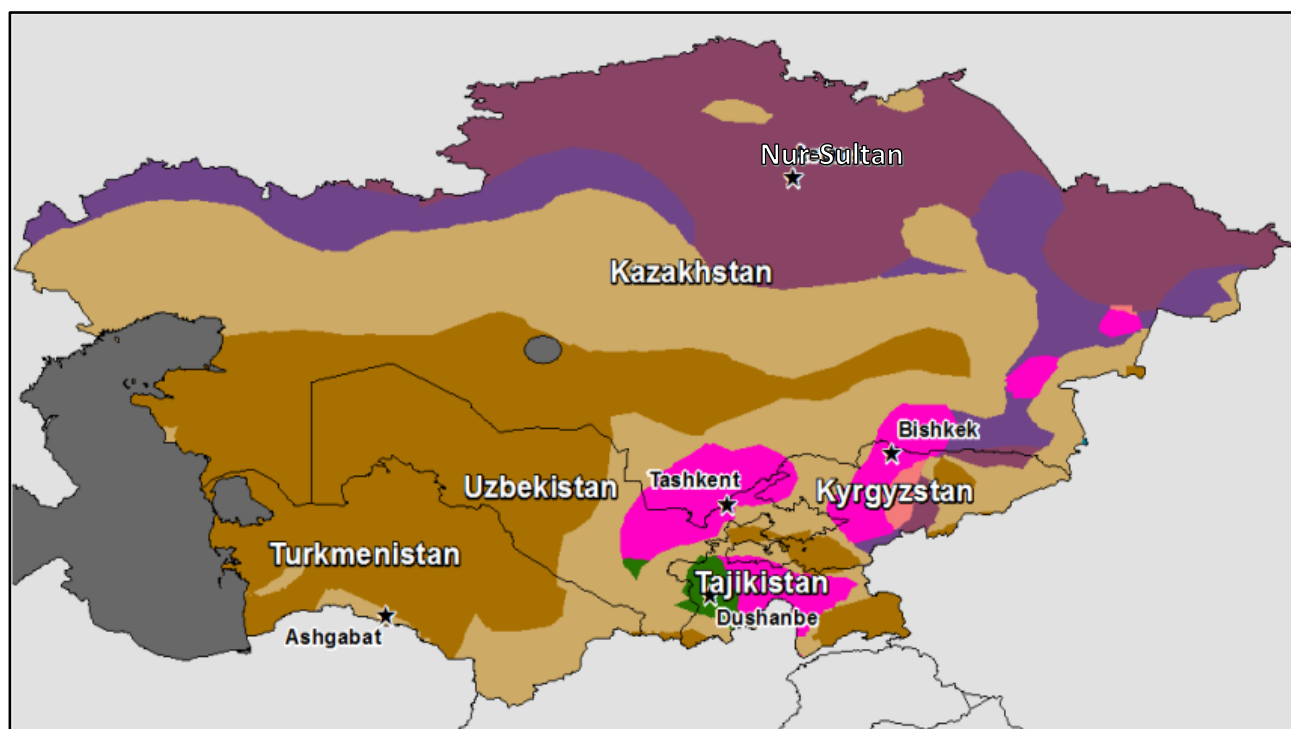 Nur-Sultan
Kazakhstan
Bishkek
Tashkent
Uzbekistan
Kyrgyzstan
Turkmenistan
Tajikistan
Dushanbe
Ashgabat